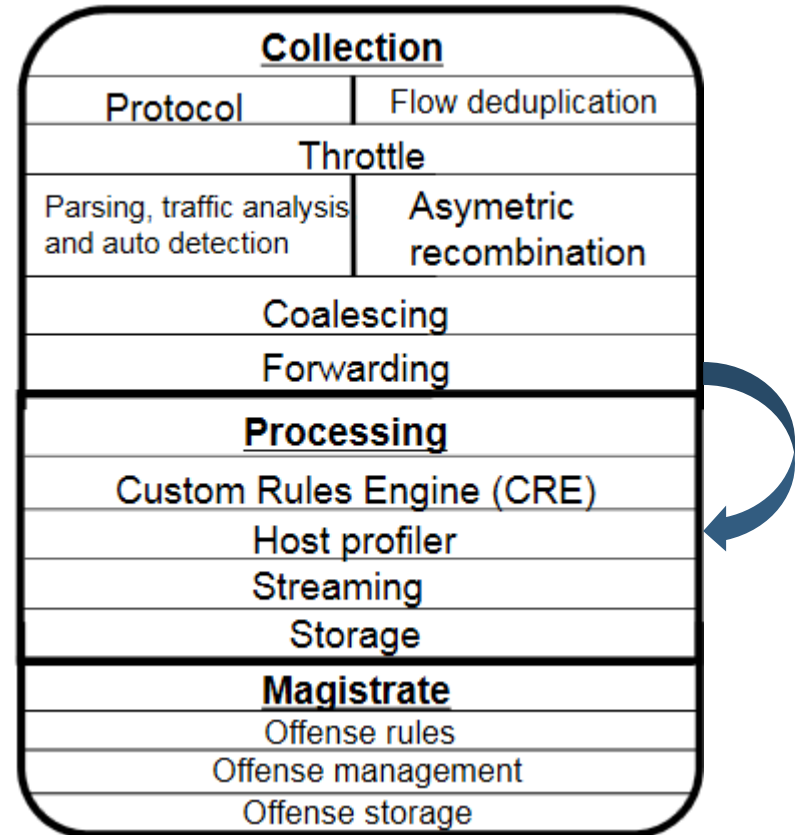 Collection
Protocol
Flow deduplication
Throttle
Parsing, traffic analysis
and auto detection
Asymetric
recombination
Coalescing
Forwarding
Processing
Custom Rules Engine (CRE)
Host profiler
Streaming
Storage
Magistrate
Offense rules
Offense management
Offense storage